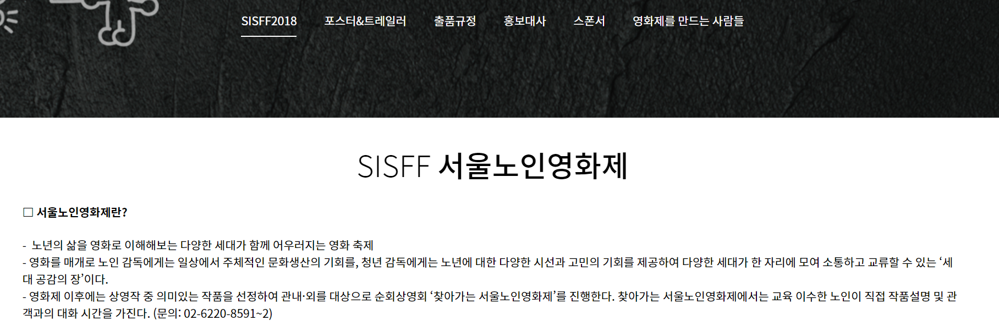 SISFF2018 포스터&트레일러 출품규정 홍보대사 스폰서 영화제를 만드는 사람들
SISFF 서울노인영화제
□ 서울노인영화제란?
- 노년의 삶을 영화로 이해해보는 다양한 세대가 함께 어우러지는 영화 축제
- 영화를 매개로 노인 감독에게는 일상에서 주체적인 문화생산의 기회를, 청년 감독에게는 노년에 대한 다양한 시선과 고민의 기회를 제공하여 다양한 세대가 한 자리에 모여 소통하고 교류할 수 있는 ‘세
대 공감의 장’이다.
- 영화제 이후에는 상영작 중 의미있는 작품을 선정하여 관내·외를 대상으로 순회상영회 ‘찾아가는 서울노인영화제’를 진행한다. 찾아가는 서울노인영화제에서는 교육 이수한 노인이 직접 작품설명 및 관
객과의 대화 시간을 가진다. (문의: 02-6220-8591~2)